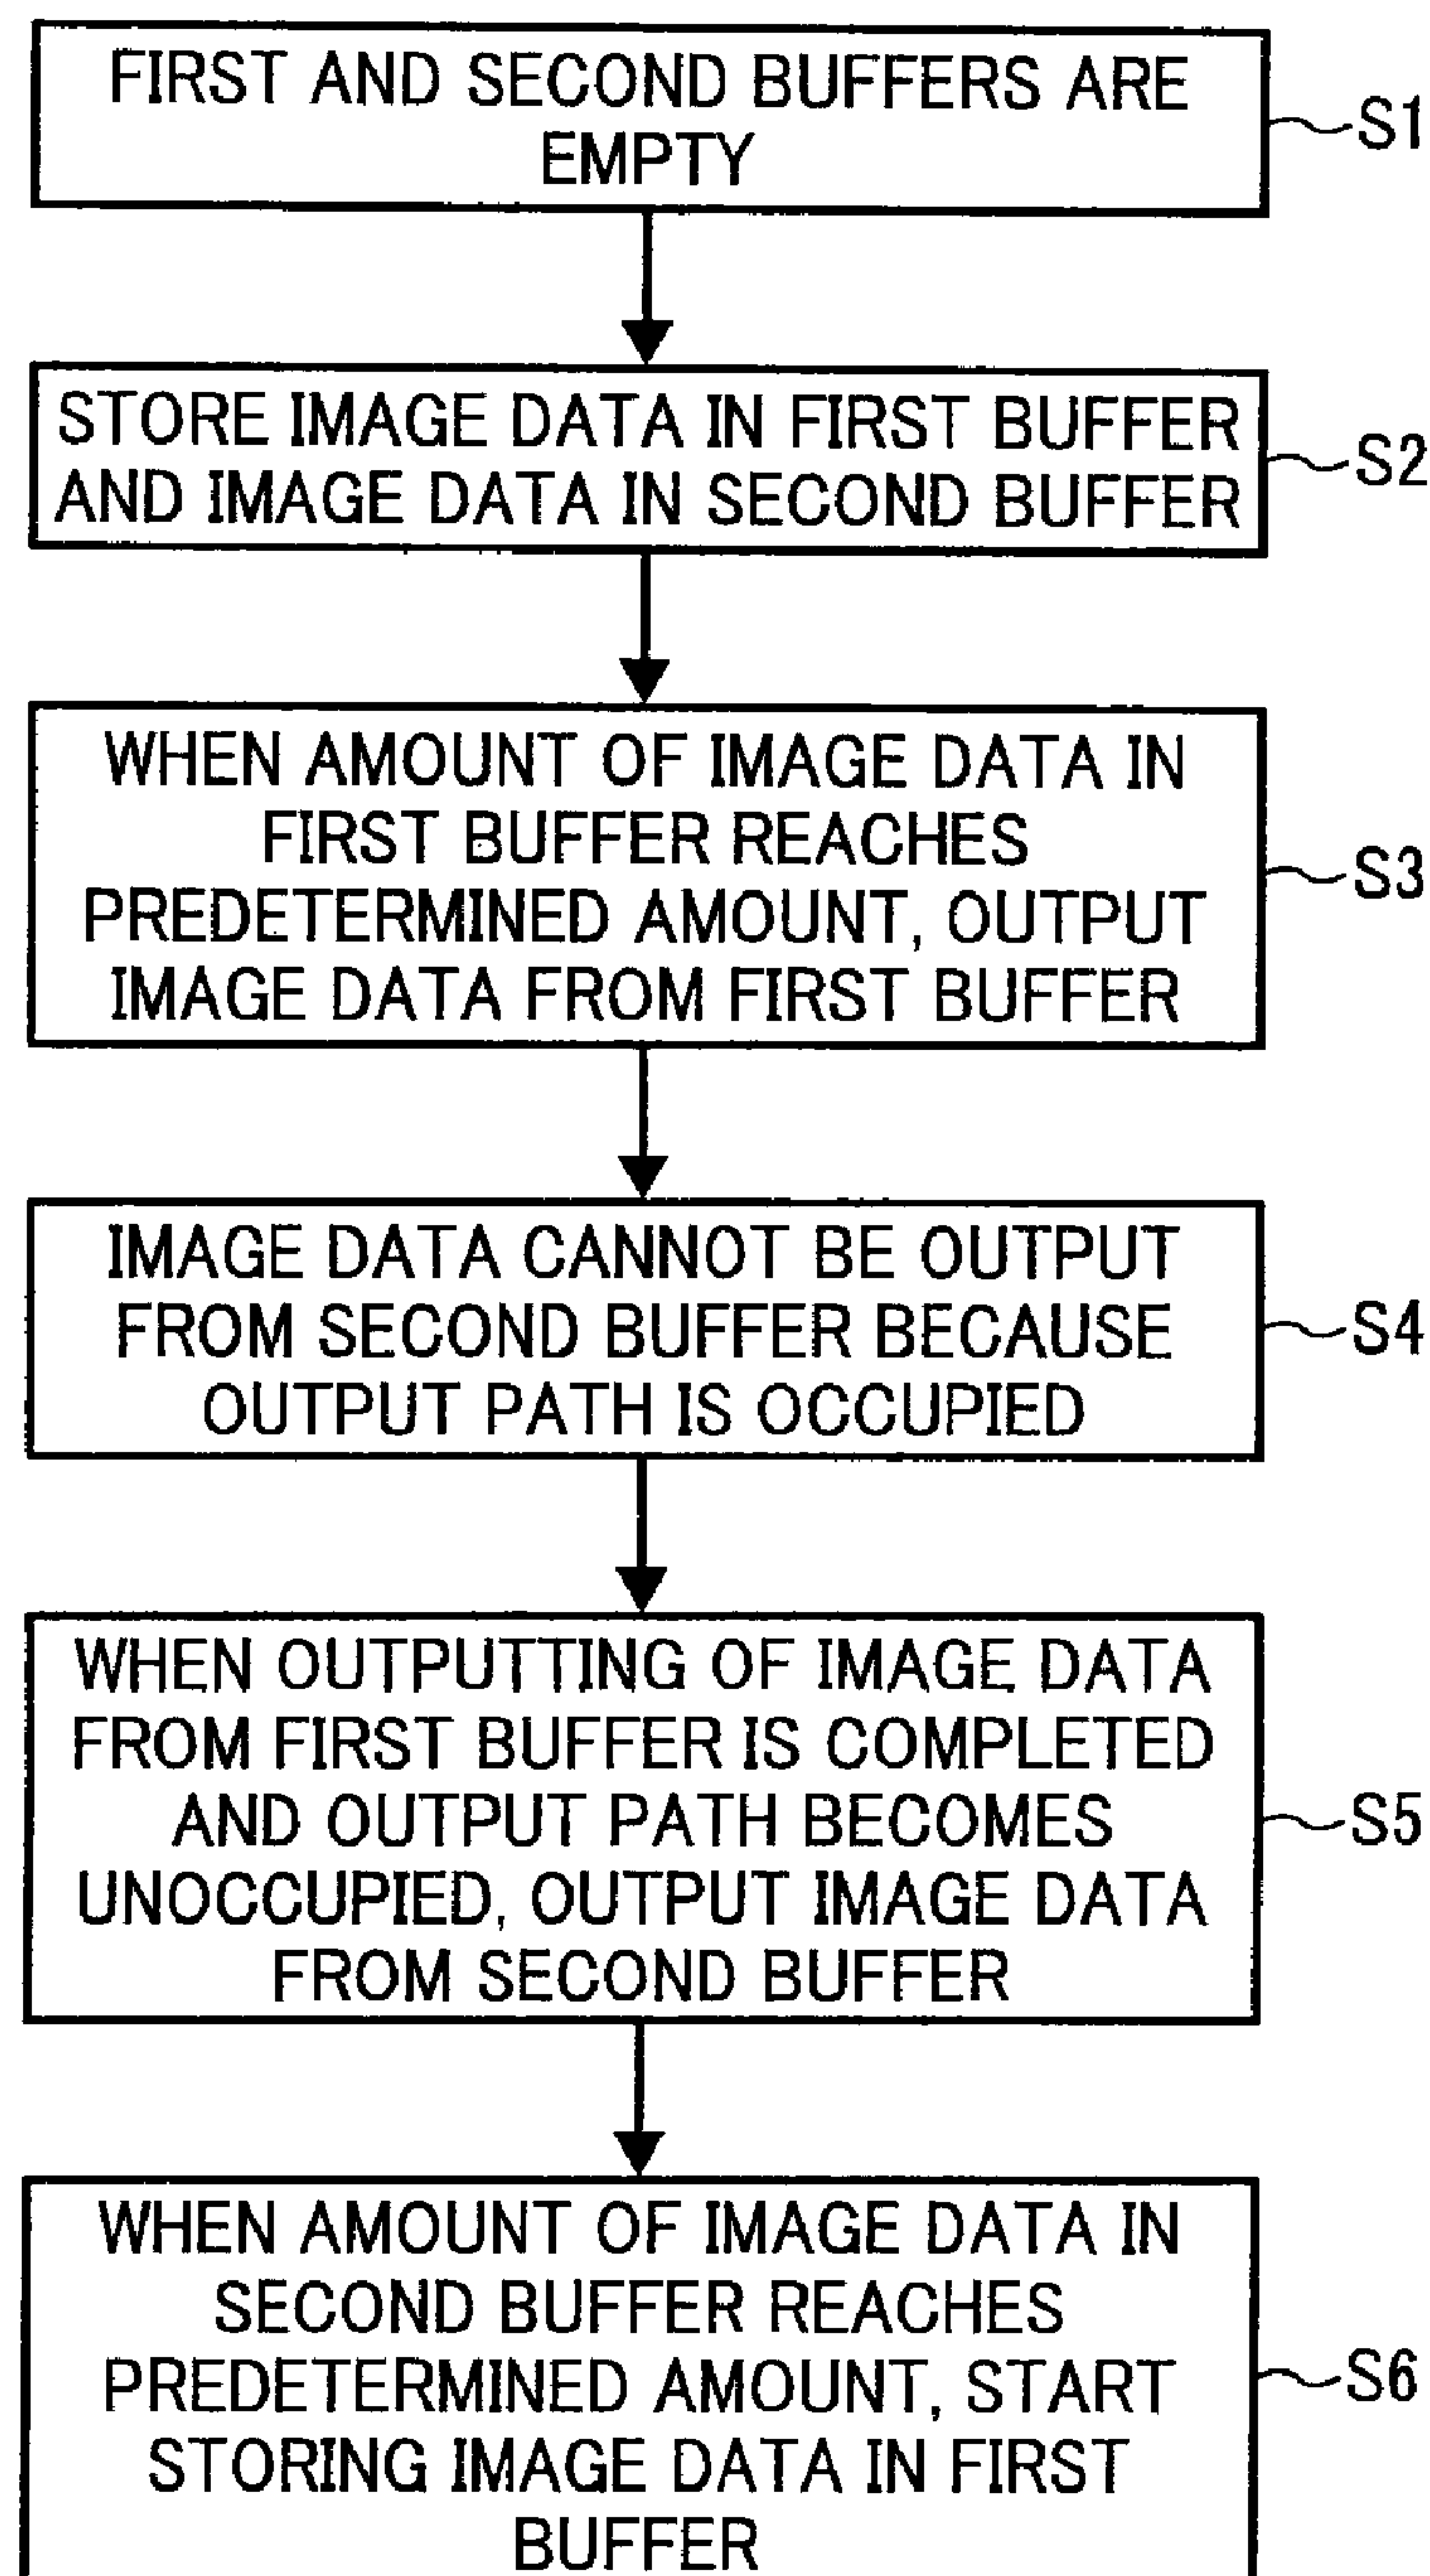 FIRST AND SECOND BUFFERS ARE
EMPTY
S1
STORE IMAGE DATA IN FIRST BUFFER
AND IMAGE DATA IN SECOND BUFFER
S2
WHEN AMOUNT OF IMAGE DATA IN
FIRST BUFFER REACHES
PREDETERMINED AMOUNT, OUTPUT
IMAGE DATA FROM FIRST BUFFER
S3
IMAGE DATA CANNOT BE OUTPUT
FROM SECOND BUFFER BECAUSE
OUTPUT PATH IS OCCUPIED
S4
WHEN OUTPUTTING OF IMAGE DATA
FROM FIRST BUFFER IS COMPLETED
AND OUTPUT PATH BECOMES
UNOCCUPIED, OUTPUT IMAGE DATA
FROM SECOND BUFFER
S5
WHEN AMOUNT OF IMAGE DATA IN
SECOND BUFFER REACHES
PREDETERMINED AMOUNT, START
STORING IMAGE DATA IN FIRST
BUFFER
S6